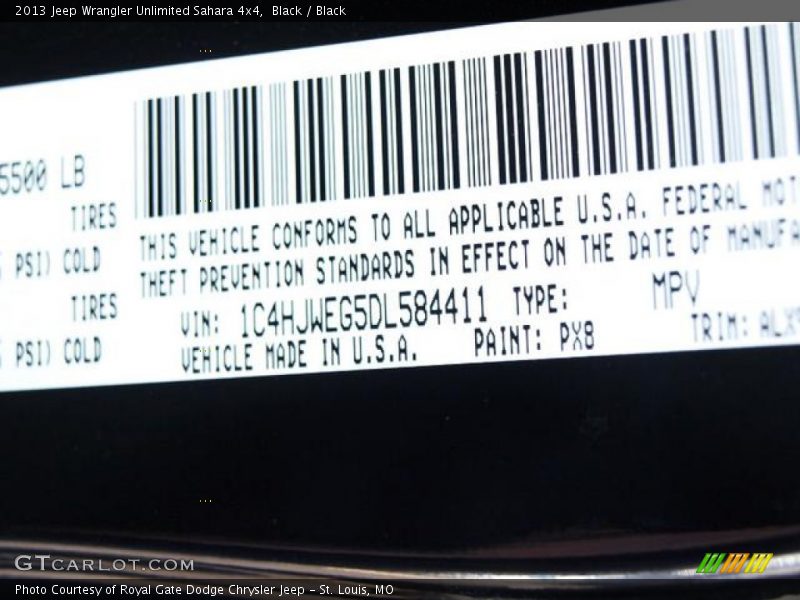 2013 Jeep Wrangler Unlimited Sahara 4x4, Black / Black
5500 LB
TIRES
PSI) COLD
TIRES
PSI) COLD
THIS VEHICLE CONFORMS TO ALL APPLICABLE U.S.A. FEDERAL MOT
THEFT PREVENTION STANDARDS IN EFFECT ON THE DATE OF MANUFA
VIN: 1C4HJWEG5DL584411 TYPE: MPV
VEHICLE MADE IN U.S.A. PAINT: PX8 TRIM: ALX9
GTCARLOT.COM
Photo Courtesy of Royal Gate Dodge Chrysler Jeep - St. Louis, MO